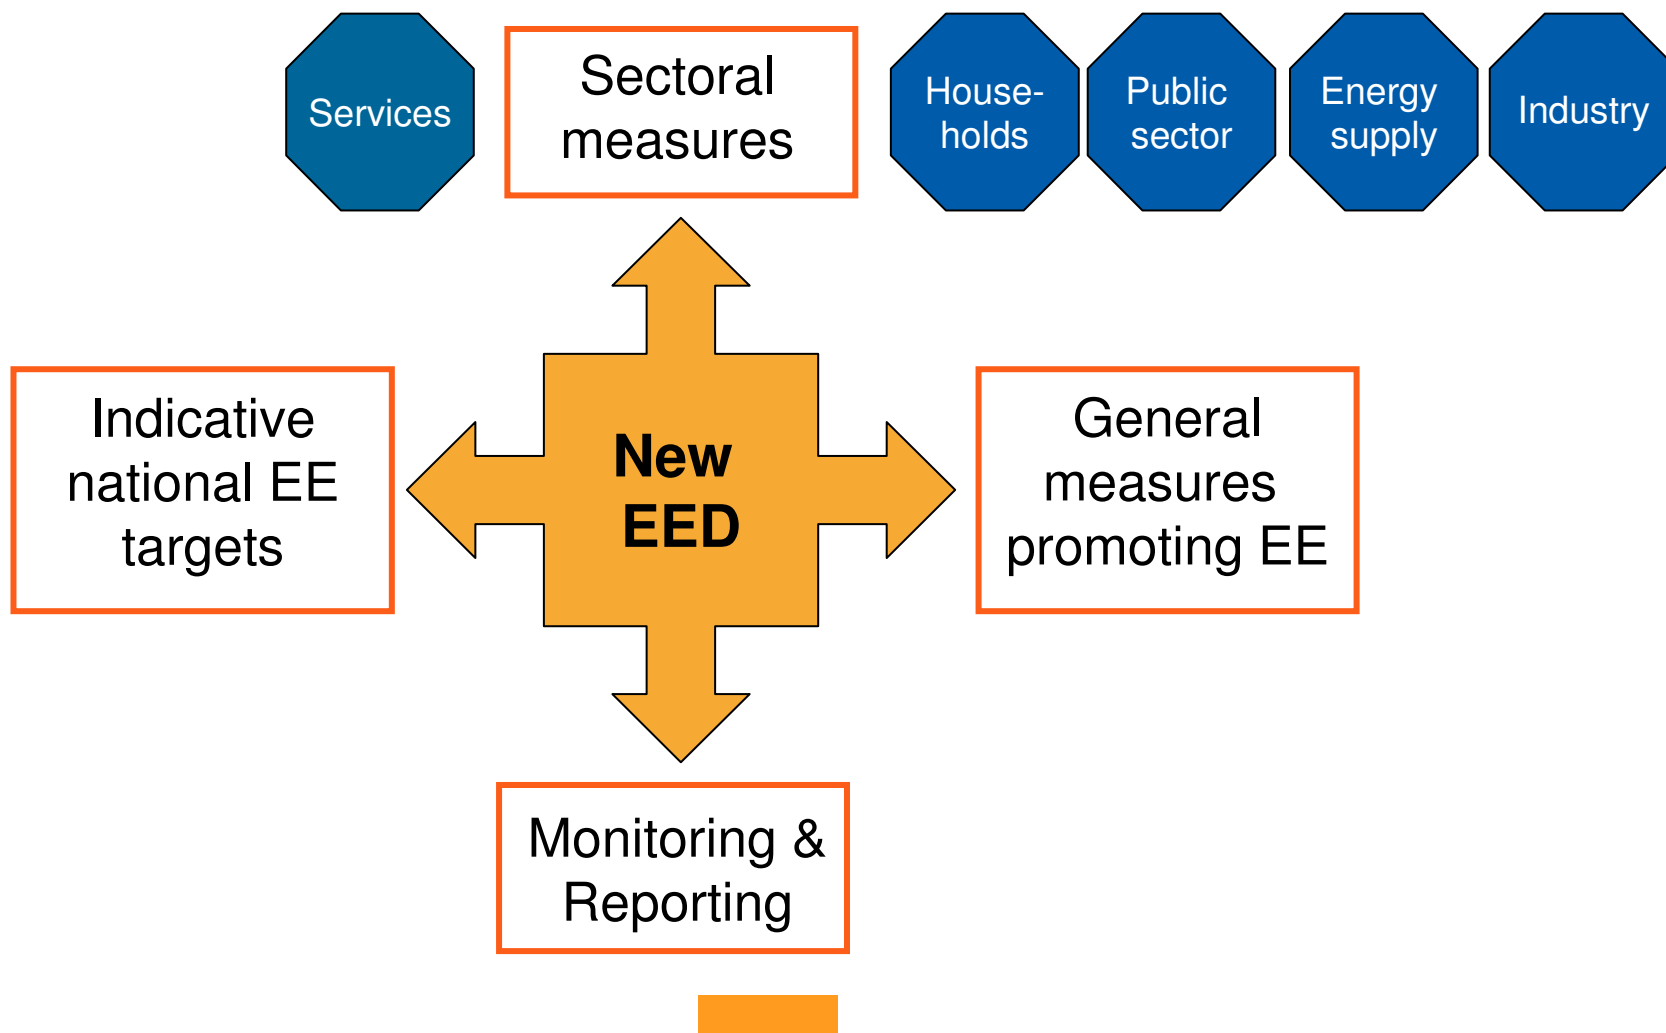 Services
Sectoral
measures
House-
holds
Public
sector
Energy
supply
Industry
Indicative
national EE
targets
New
EED
General
measures
promoting EE
Monitoring &
Reporting